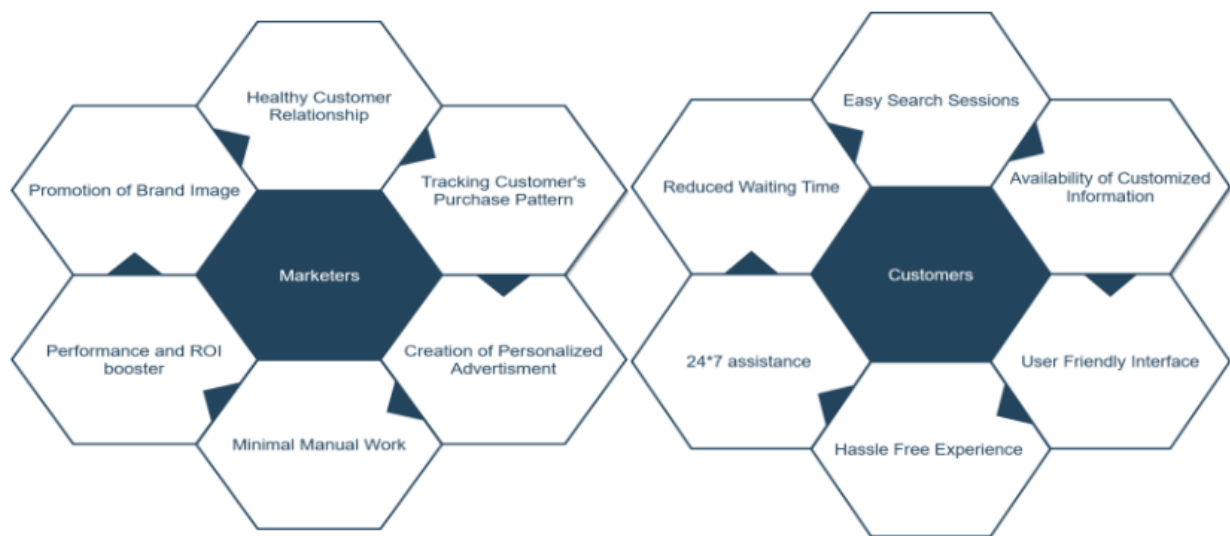 Healthy Customer
Relationship
Promotion of Brand Image
Tracking Customer's
Purchase Pattern
Marketers
Performance and ROI
booster
Creation of Personalized
Advertisment
Minimal Manual Work
Easy Search Sessions
Reduced Waiting Time
Availability of Customized
Information
Customers
24*7 assistance
User Friendly Interface
Hassle Free Experience